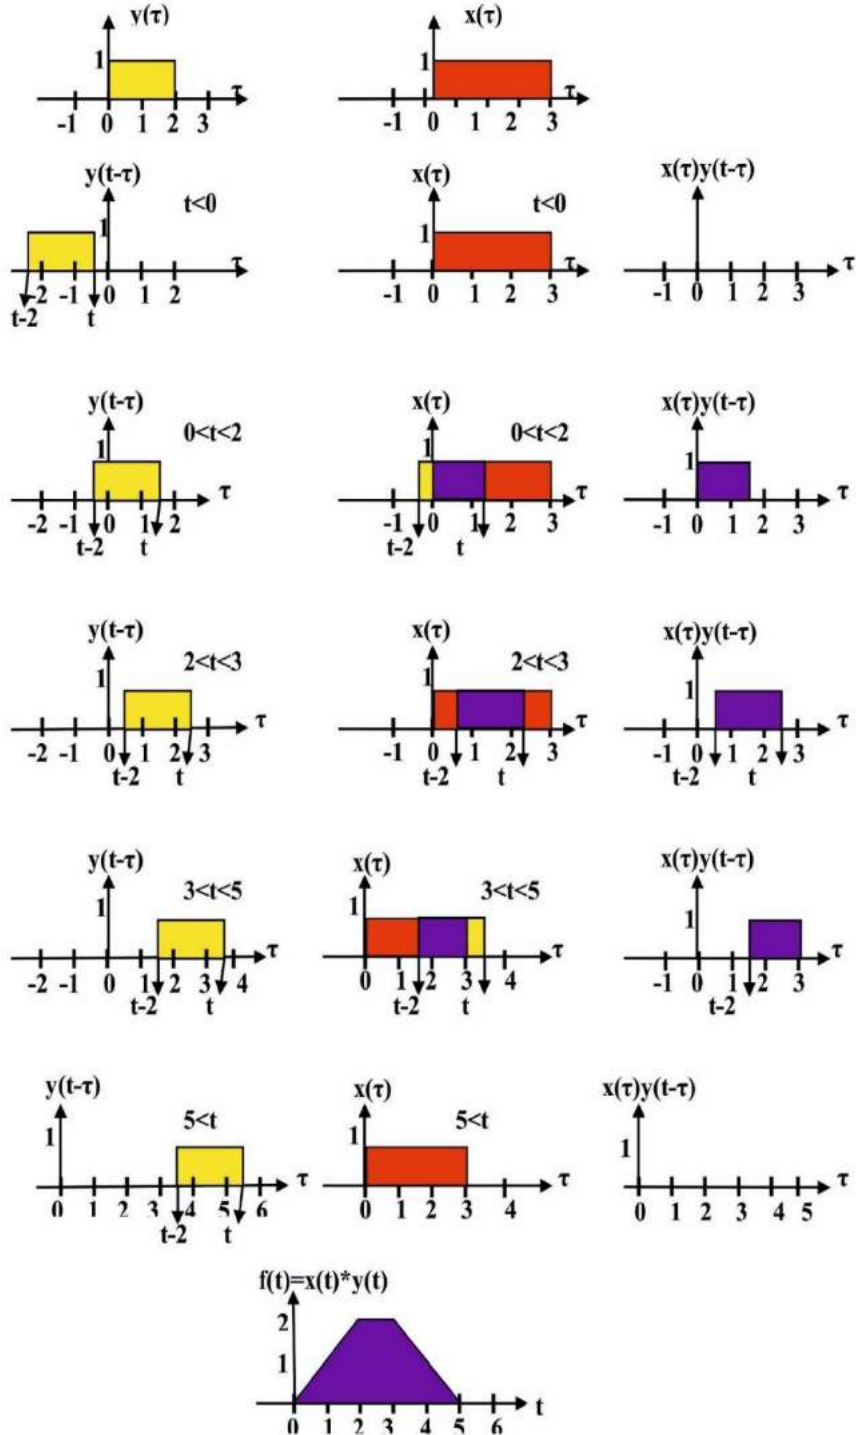 y(τ) x(τ)
1 1
τ τ
-1 0 1 2 3 -1 0 1 2 3
y(t-τ) x(τ) x(τ)y(t-τ)
t<0 t<0
1 1
τ τ τ
-2 -1 0 1 2 -1 0 1 2 3 -1 0 1 2 3
t-2 t
y(t-τ) x(τ) x(τ)y(t-τ)
0<t<2 0<t<2
1 1 1
τ τ τ
-2 -1 0 1 2 -1 0 1 2 3 -1 0 1 2 3
t-2 t t-2 t
y(t-τ) x(τ) x(τ)y(t-τ)
2<t<3 2<t<3
1 1 1
τ τ τ
-2 -1 0 1 2 3 -1 0 1 2 3 -1 0 1 2 3
t-2 t t-2 t t-2 t
y(t-τ) x(τ) x(τ)y(t-τ)
3<t<5 3<t<5
1 1 1
τ τ τ
-2 -1 0 1 2 3 4 0 1 2 3 4 -1 0 1 2 3
t-2 t t-2 t t-2
y(t-τ) x(τ) x(τ)y(t-τ)
5<t 5<t
1 1 1
τ τ τ
0 1 2 3 4 5 6 0 1 2 3 4 0 1 2 3 4 5
t-2 t
f(t)=x(t)*y(t)
2
1
t
0 1 2 3 4 5 6